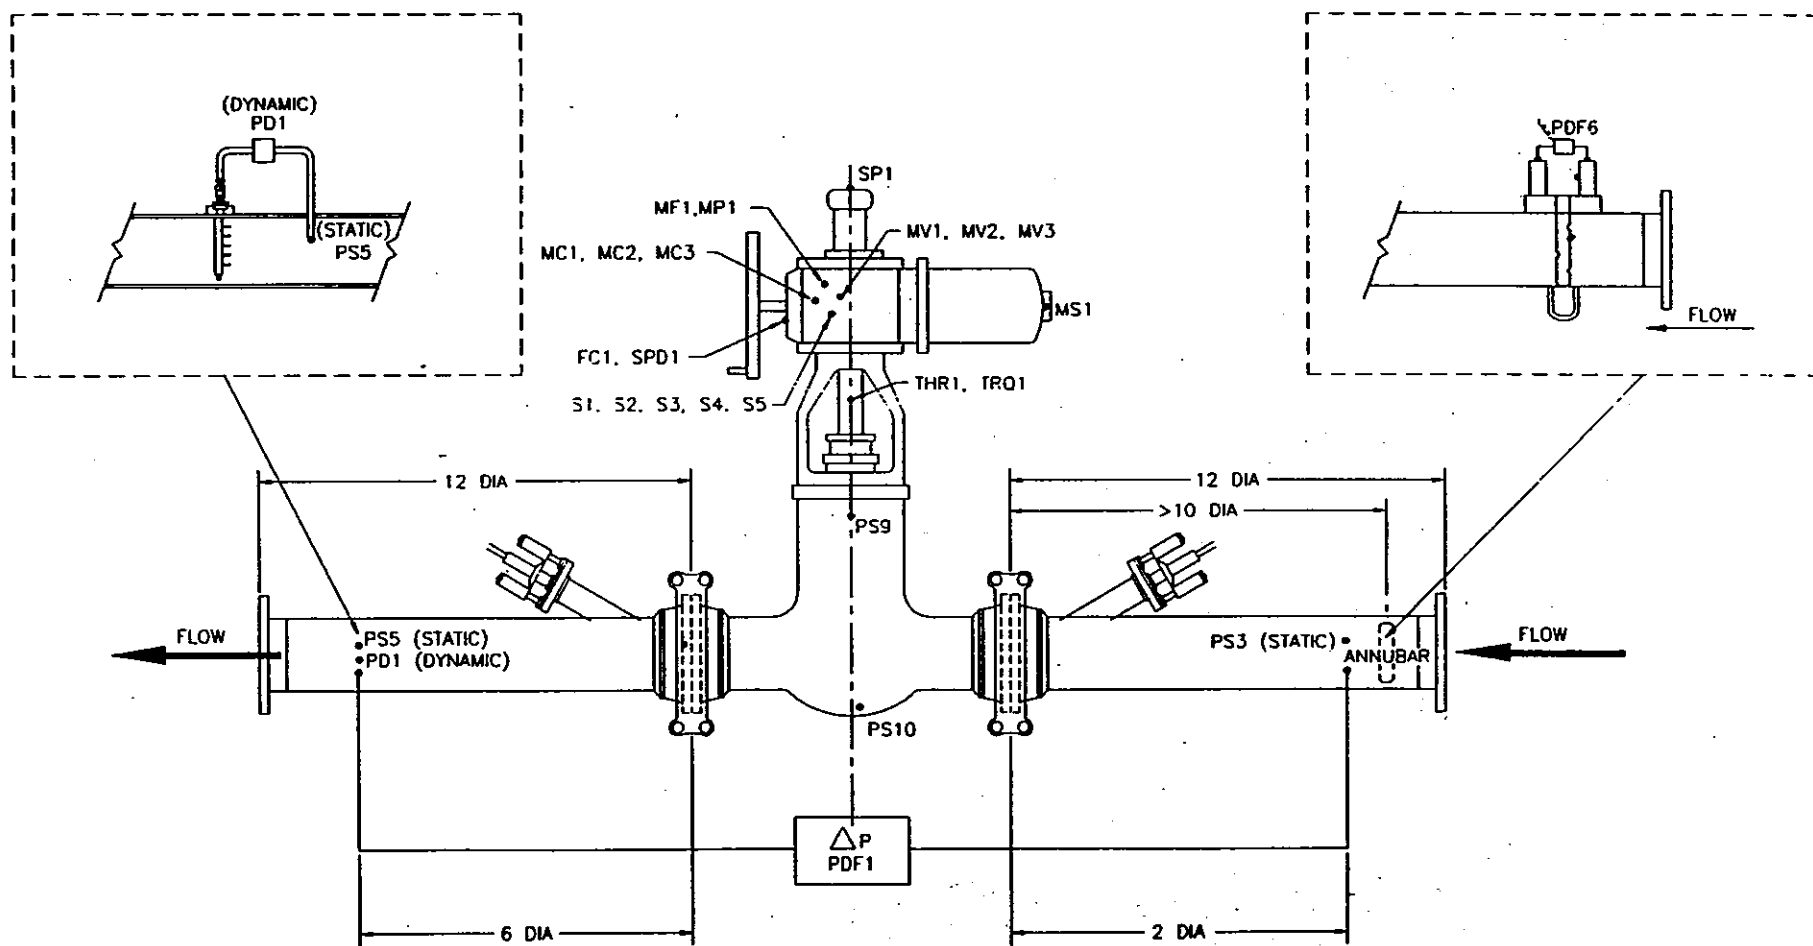 (DYNAMIC)
PD1
(STATIC)
PS5
PDF6
FLOW
SP1
MF1,MP1
MV1, MV2, MV3
MC1, MC2, MC3
MS1
FC1, SPD1
THR1, TRQ1
S1, S2, S3, S4, S5
12 DIA
12 DIA
>10 DIA
PS9
FLOW
PS5 (STATIC)
PD1 (DYNAMIC)
PS3 (STATIC)
ANNUBAR
FLOW
PS10
△P
PDF1
6 DIA
2 DIA